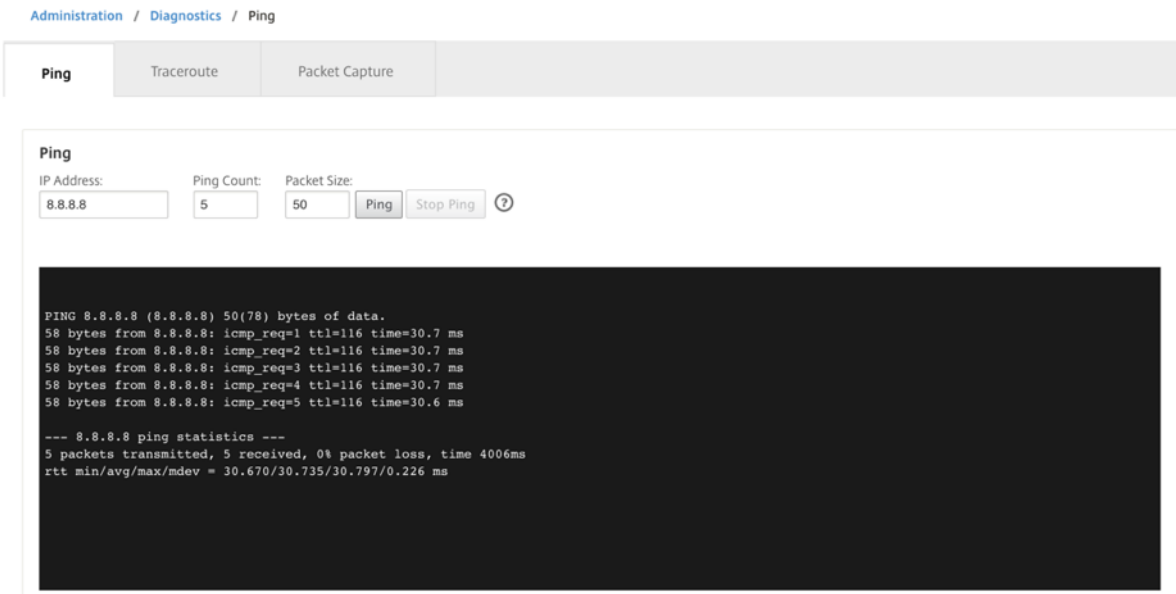 Administration / Diagnostics / Ping
Ping Traceroute Packet Capture
Ping
IP Address: Ping Count: Packet Size:
8.8.8.8 5 50 Ping Stop Ping ?
PING 8.8.8.8 (8.8.8.8) 50(78) bytes of data.
58 bytes from 8.8.8.8: icmp_req=1 ttl=116 time=30.7 ms
58 bytes from 8.8.8.8: icmp_req=2 ttl=116 time=30.7 ms
58 bytes from 8.8.8.8: icmp_req=3 ttl=116 time=30.7 ms
58 bytes from 8.8.8.8: icmp_req=4 ttl=116 time=30.7 ms
58 bytes from 8.8.8.8: icmp_req=5 ttl=116 time=30.6 ms
--- 8.8.8.8 ping statistics ---
5 packets transmitted, 5 received, 0% packet loss, time 4006ms
rtt min/avg/max/mdev = 30.670/30.735/30.797/0.226 ms